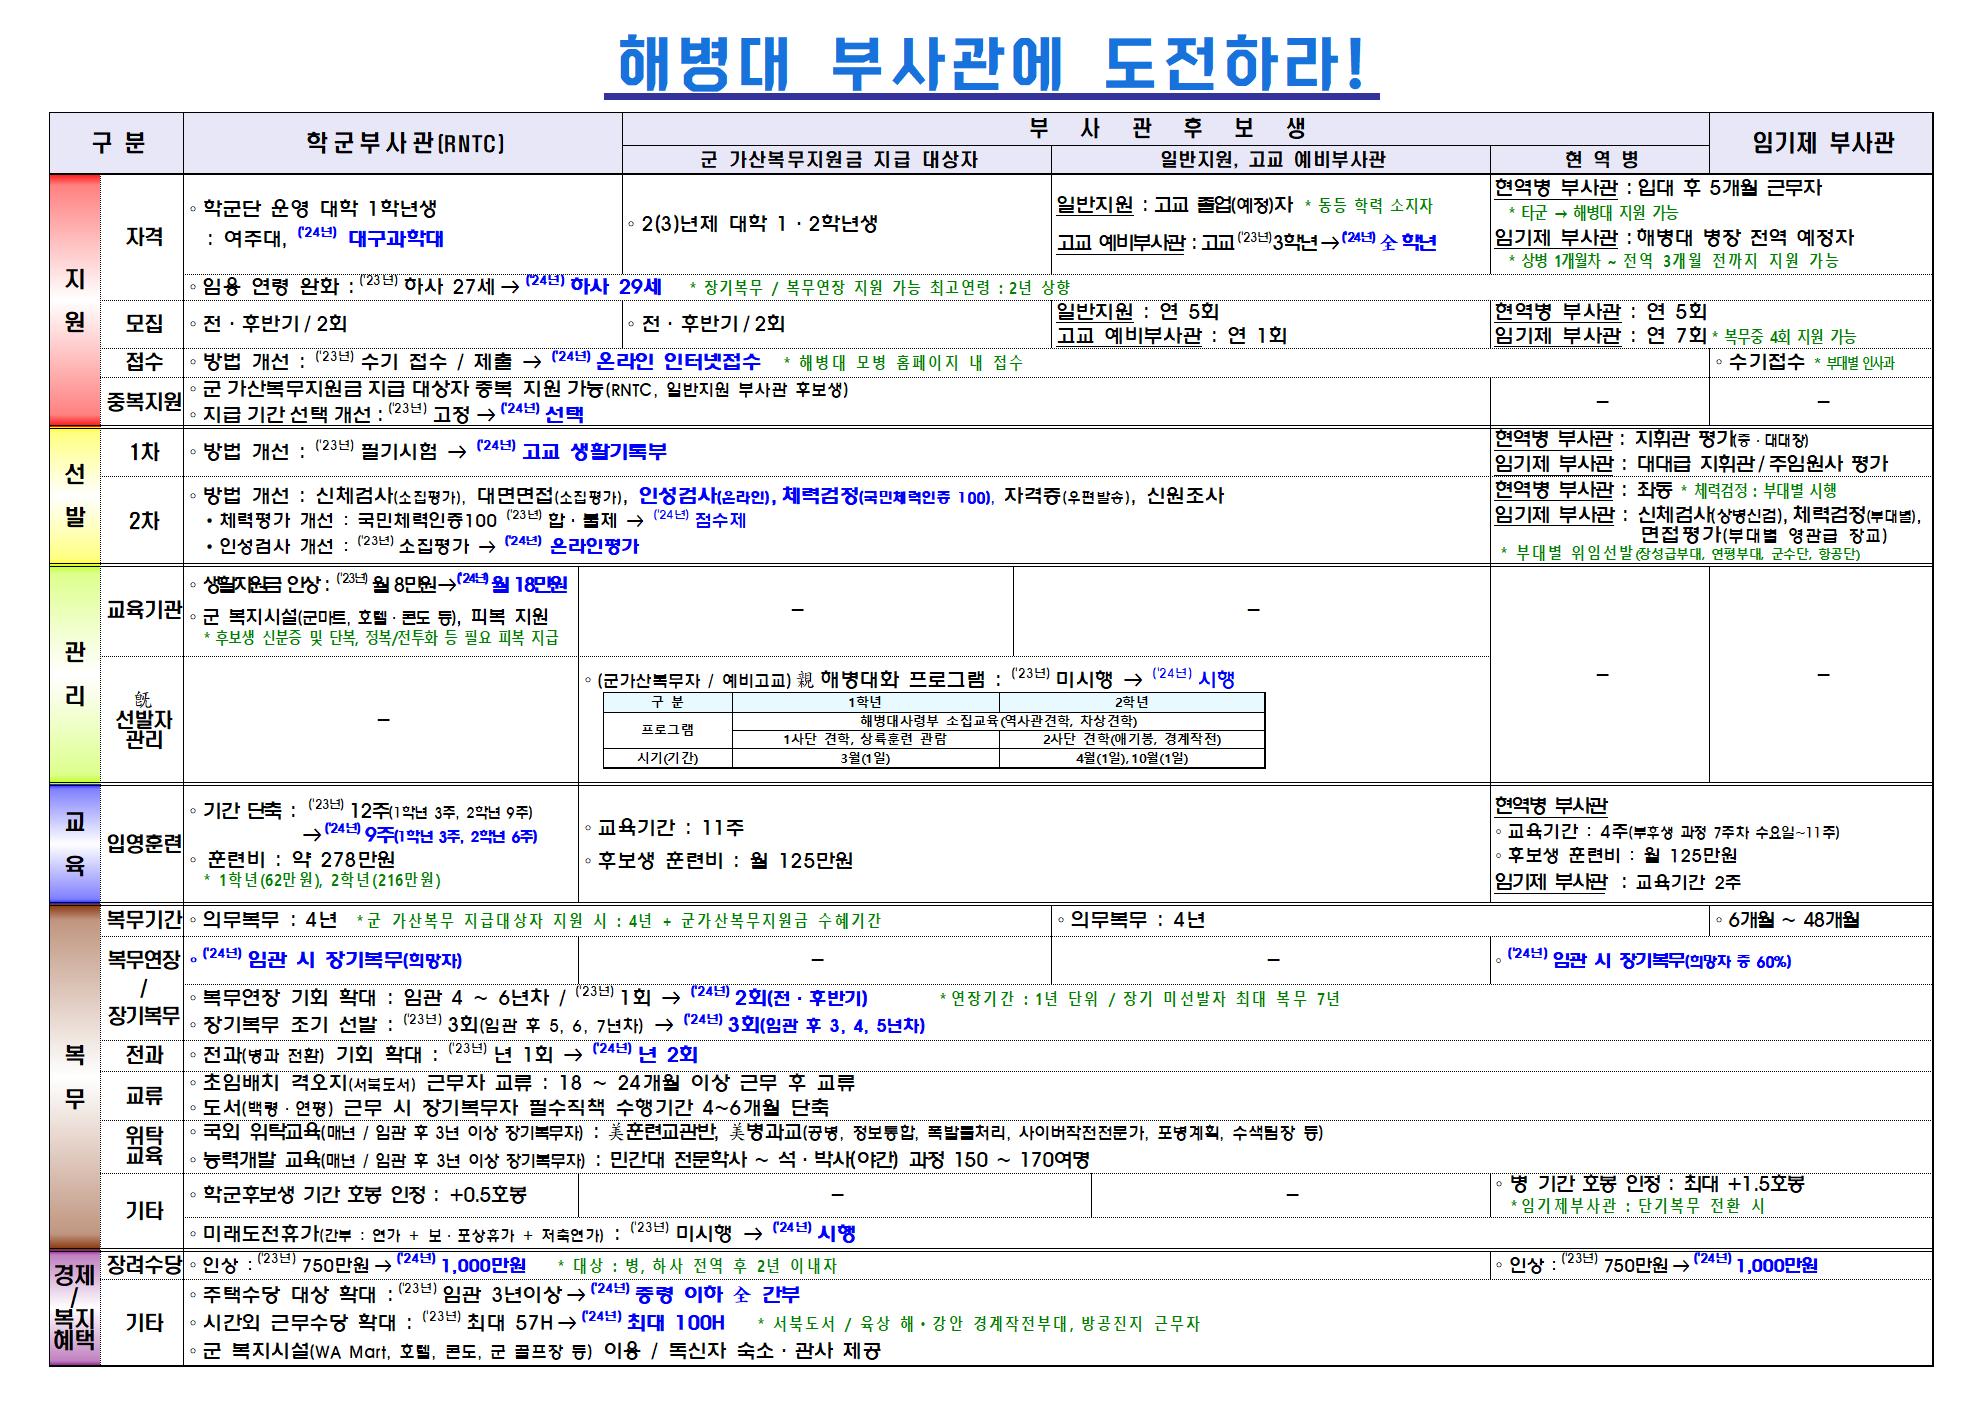 해병대 부사관에 도전하라!
구 분
학군부사관(RNTC)
부 사 관 후 보 생
임기제 부사관
군 가산복무지원금 지급 대상자
일반지원, 고교 예비부사관
현 역 병
지 원
자격
◦ 학군단 운영 대학 1학년생
: 여주대, ('24년) 대구과학대
◦ 2(3)년제 대학 1 · 2학년생
일반지원 : 고교 졸업(예정)자 * 동등 학력 소지자
고교 예비부사관 : 고교 ('23년)3학년→('24년) 全 학년
현역병 부사관 : 입대 후 5개월 근무자
* 타군 → 해병대 지원 가능
임기제 부사관 : 해병대 병장 전역 예정자
* 상병 1개월차 ~ 전역 3개월 전까지 지원 가능
◦ 임용 연령 완화 : ('23년) 하사 27세 → ('24년) 하사 29세 * 장기복무 / 복무연장 지원 가능 최고연령 : 2년 상향
모집
◦ 전 · 후반기 / 2회
◦ 전 · 후반기 / 2회
일반지원 : 연 5회
고교 예비부사관 : 연 1회
현역병 부사관 : 연 5회
임기제 부사관 : 연 7회 * 복무중 4회 지원 가능
접수
◦ 방법 개선 : ('23년) 수기 접수 / 제출 → ('24년) 온라인 인터넷접수 * 해병대 모병 홈페이지 내 접수
◦ 수기접수 * 부대별 인사과
중복지원
◦ 군 가산복무지원금 지급 대상자 중복 지원 가능(RNTC, 일반지원 부사관 후보생)
◦ 지급 기간 선택 개선 : ('23년) 고정 → ('24년) 선택
–
–
선 발
1차
◦ 방법 개선 : ('23년) 필기시험 → ('24년) 고교 생활기록부
현역병 부사관 : 지휘관 평가(중 · 대대장)
임기제 부사관 : 대대급 지휘관 / 주임원사 평가
2차
◦ 방법 개선 : 신체검사(소집평가), 대면면접(소집평가), 인성검사(온라인), 체력검정(국민체력인증 100), 자격증(우편발송), 신원조사
• 체력평가 개선 : 국민체력인증100 ('23년) 합 · 불제 → ('24년) 점수제
• 인성검사 개선 : ('23년) 소집평가 → ('24년) 온라인평가
현역병 부사관 : 좌동 * 체력검정 : 부대별 시행
임기제 부사관 : 신체검사(상병신검), 체력검정(부대별),
면접평가(부대별 영관급 장교)
* 부대별 위임선발(장성급부대, 연평부대, 군수단, 항공단)
관 리
교육기관
◦ 생활지원금 인상 : ('23년) 월 8만원→('24년) 월 18만원
◦ 군 복지시설(군마트, 호텔 · 콘도 등), 피복 지원
* 후보생 신분증 및 단복, 정복/전투화 등 필요 피복 지급
–
–
–
–
旣
선발자
관리
–
◦ (군가산복무자 / 예비고교) 親 해병대화 프로그램 : ('23년) 미시행 → ('24년) 시행
구 분
1학년
2학년
프로그램
해병대사령부 소집교육(역사관견학, 차상견학)
1사단 견학, 상륙훈련 관람
2사단 견학(애기봉, 경계작전)
시기(기간)
3월(1일)
4월(1일),10월(1일)
교 육
입영훈련
◦ 기간 단축 : ('23년) 12주(1학년 3주, 2학년 9주)
→('24년) 9주(1학년 3주, 2학년 6주)
◦ 훈련비 : 약 278만원
* 1학년(62만원), 2학년(216만원)
◦ 교육기간 : 11주
◦ 후보생 훈련비 : 월 125만원
현역병 부사관
◦ 교육기간 : 4주(부후생 과정 7주차 수요일~11주)
◦ 후보생 훈련비 : 월 125만원
임기제 부사관 : 교육기간 2주
복 무
복무기간
◦ 의무복무 : 4년 *군 가산복무 지급대상자 지원 시 : 4년 + 군가산복무지원금 수혜기간
◦ 의무복무 : 4년
◦ 6개월 ~ 48개월
복무연장
/
장기복무
◦ ('24년) 임관 시 장기복무(희망자)
–
–
◦ ('24년) 임관 시 장기복무(희망자 중 60%)
◦ 복무연장 기회 확대 : 임관 4 ~ 6년차 / ('23년) 1회 → ('24년) 2회(전 · 후반기) * 연장기간 : 1년 단위 / 장기 미선발자 최대 복무 7년
◦ 장기복무 조기 선발 : ('23년) 3회(임관 후 5, 6, 7년차) → ('24년) 3회(임관 후 3, 4, 5년차)
전과
◦ 전과(병과 전환) 기회 확대 : ('23년) 년 1회 → ('24년) 년 2회
교류
◦ 초임배치 격오지(서북도서) 근무자 교류 : 18 ~ 24개월 이상 근무 후 교류
◦ 도서(백령 · 연평) 근무 시 장기복무자 필수직책 수행기간 4~6개월 단축
위탁
교육
◦ 국외 위탁교육(매년 / 임관 후 3년 이상 장기복무자) : 美훈련교관반, 美병과교(공병, 정보통합, 폭발물처리, 사이버작전전문가, 포병계획, 수색팀장 등)
◦ 능력개발 교육(매년 / 임관 후 3년 이상 장기복무자) : 민간대 전문학사 ~ 석 · 박사(야간) 과정 150 ~ 170여명
기타
◦ 학군후보생 기간 호봉 인정 : +0.5호봉
–
–
◦ 병 기간 호봉 인정 : 최대 +1.5호봉
*임기제부사관 : 단기복무 전환 시
◦ 미래도전휴가(간부 : 연가 + 보 · 포상휴가 + 저축연가) : ('23년) 미시행 → ('24년) 시행
경제
/
복지
혜택
장려수당
◦ 인상 : ('23년) 750만원→('24년) 1,000만원 * 대상 : 병, 하사 전역 후 2년 이내자
◦ 인상 : ('23년) 750만원→('24년) 1,000만원
기타
◦ 주택수당 대상 확대 : ('23년) 임관 3년이상→('24년) 중령 이하 全 간부
◦ 시간외 근무수당 확대 : ('23년) 최대 57H→('24년) 최대 100H * 서북도서 / 육상 해 • 강안 경계작전부대, 방공진지 근무자
◦ 군 복지시설(WA Mart, 호텔, 콘도, 군 골프장 등) 이용 / 독신자 숙소 · 관사 제공